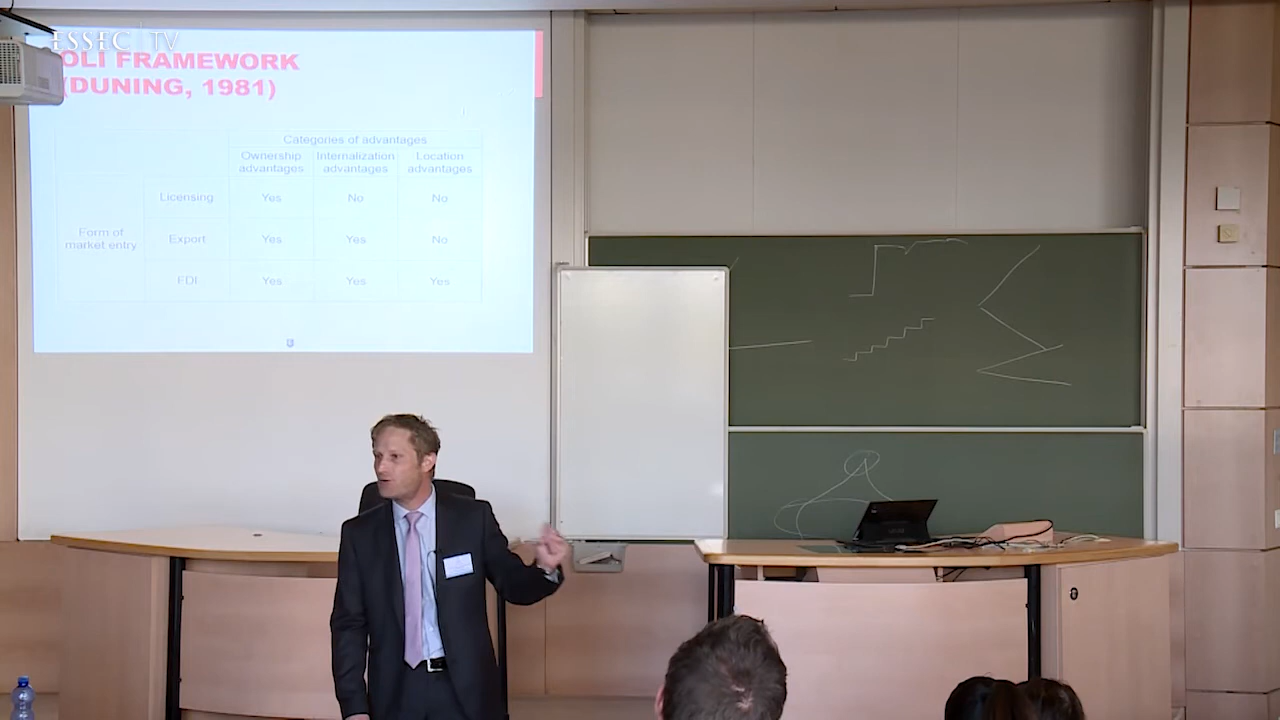 ESSEC TV
OLI FRAMEWORK
(DUNING, 1981)
Categories of advantages
Ownership advantages Internalization advantages Location advantages
Form of market entry
Licensing Yes No No
Export Yes Yes No
FDI Yes Yes Yes